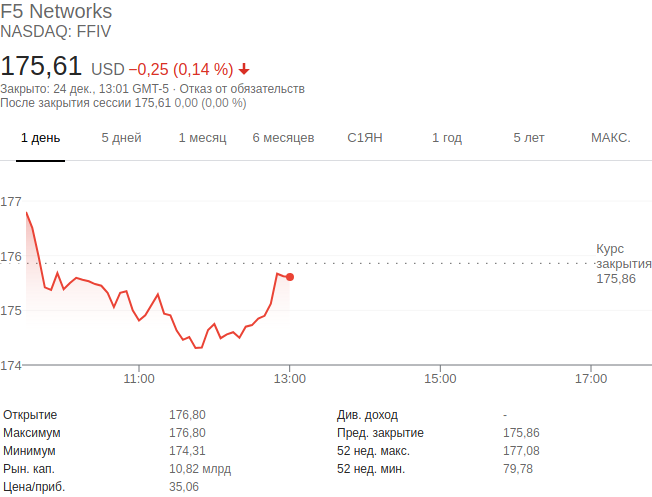 F5 Networks
NASDAQ: FFIV
175,61 USD −0,25 (0,14 %)
Закрыто: 24 дек., 13:01 GMT-5 · Отказ от обязательств
После закрытия сессии 175,61 0,00 (0,00 %)
1 день 5 дней 1 месяц 6 месяцев С1ЯН 1 год 5 лет МАКС.
177
176
175
174
Курс
закрытия
175,86
11:00 13:00 15:00 17:00
Открытие 176,80 Див. доход -
Максимум 176,80 Пред. закрытие 175,86
Минимум 174,31 52 нед. макс. 177,08
Рын. кап. 10,82 млрд 52 нед. мин. 79,78
Цена/приб. 35,06